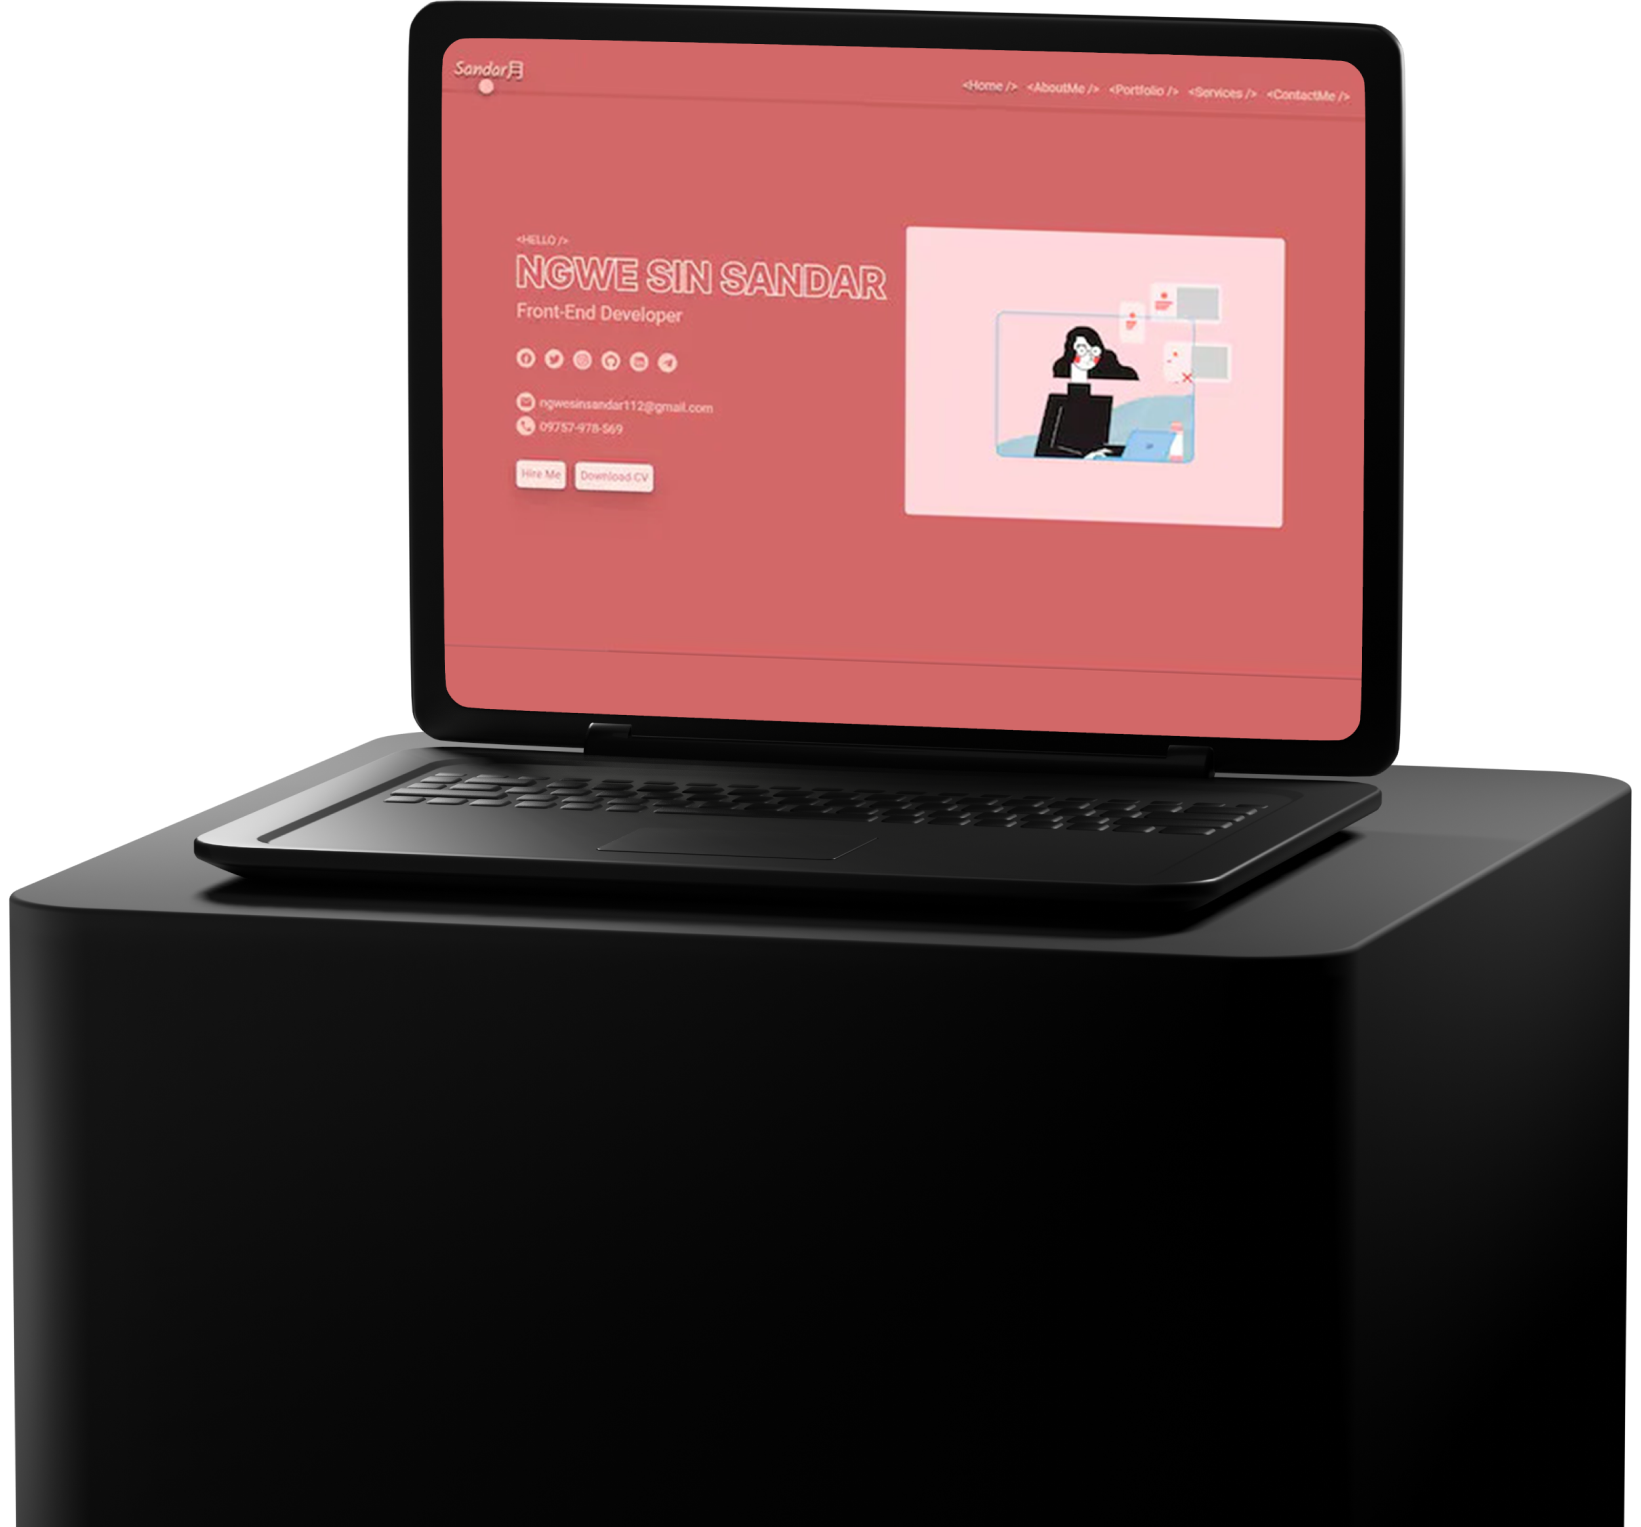 Sandar月
<Home /> <AboutMe /> <Portfolio /> <Services /> <ContactMe />
<HELLO />
NGWE SIN SANDAR
Front-End Developer
ngwesinsandar112@gmail.com
09757-978-569
Hire Me Download CV